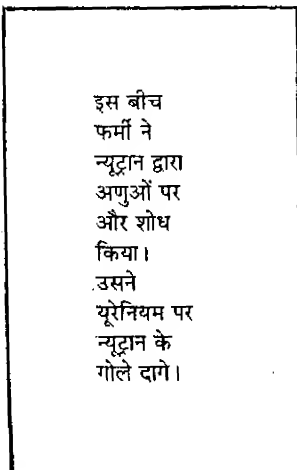 इस बीच
फर्मी ने
न्यूट्रान द्वारा
अणुओं पर
और शोध
किया।
उसने
यूरेनियम पर
न्यूट्रान के
गोले दागे।